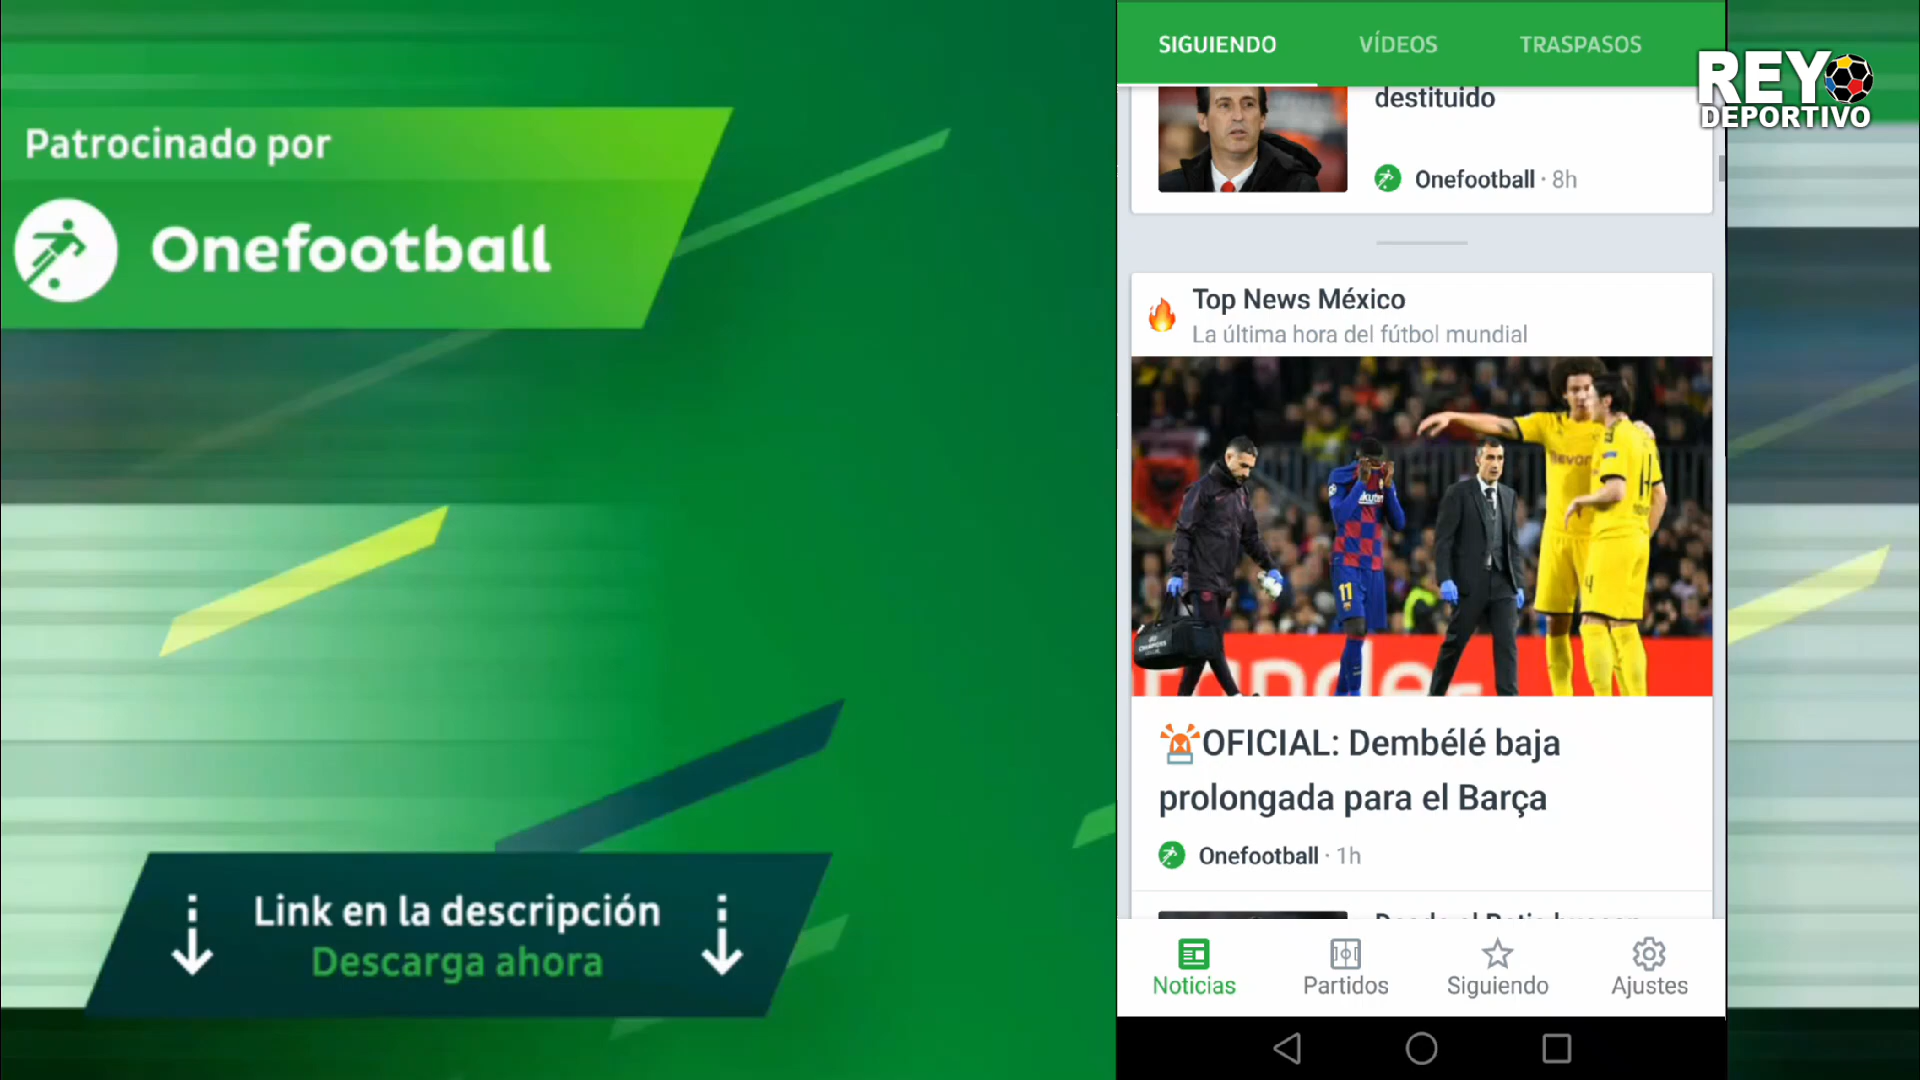 Patrocinado por
Onefootball
Link en la descripción
Descarga ahora
SIGUIENDO
VÍDEOS
TRASPASOS
REY
DEPORTIVO
destituido
Onefootball · 8h
Top News México
La última hora del fútbol mundial
11
4
OFICIAL: Dembélé baja
prolongada para el Barça
Onefootball · 1h
Noticias
Partidos
Siguiendo
Ajustes